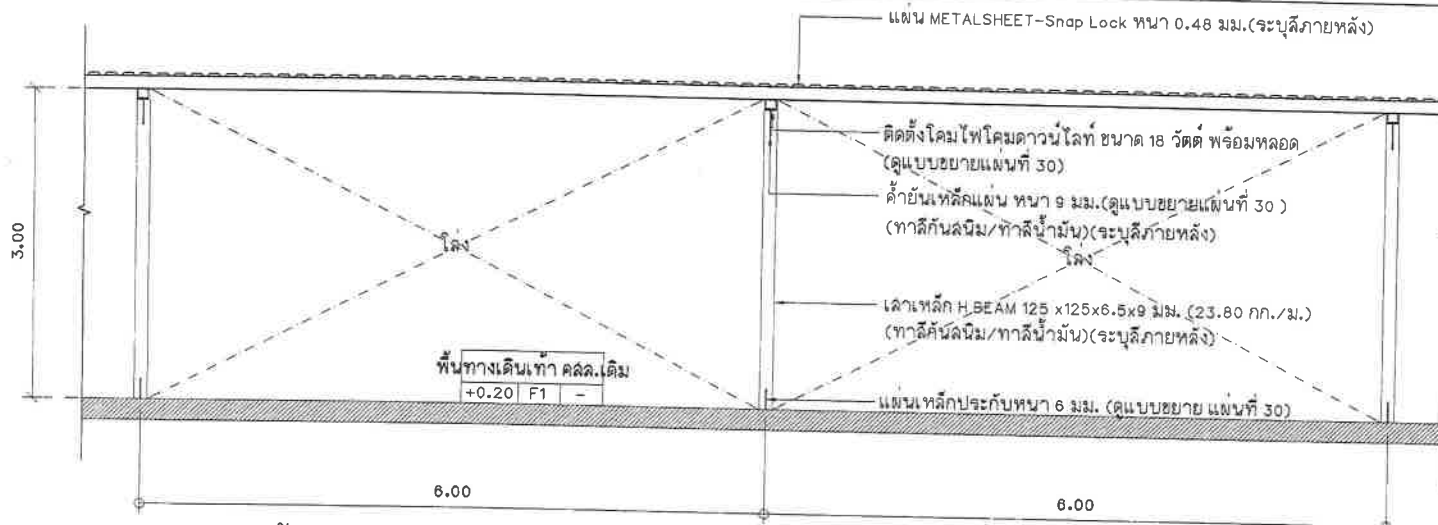 แผ่น METALSHEET-Snap Lock หนา 0.48 มม.(ระบุสีภายหลัง)
ติดตั้งโคมไฟโคมดาวน์ไลท์ ขนาด 18 วัตต์ พร้อมหลอด
(ดูแบบขยายแผ่นที่ 30)
ค้ำยันเหล็กแผ่น หนา 9 มม.(ดูแบบขยายแผ่นที่ 30 )
(ทาสีกันสนิม/ทาสีน้ำมัน)(ระบุสีภายหลัง)
3.00
โล่ง
โล่ง
เสาเหล็ก H BEAM 125 x125x6.5x9 มม. (23.80 กก./ม.)
(ทาสีกันสนิม/ทาสีน้ำมัน)(ระบุสีภายหลัง)
พื้นทางเดินเท้า คสล.เดิม
+0.20 F1 -
แผ่นเหล็กประกับหนา 6 มม. (ดูแบบขยาย แผ่นที่ 30)
6.00
6.00